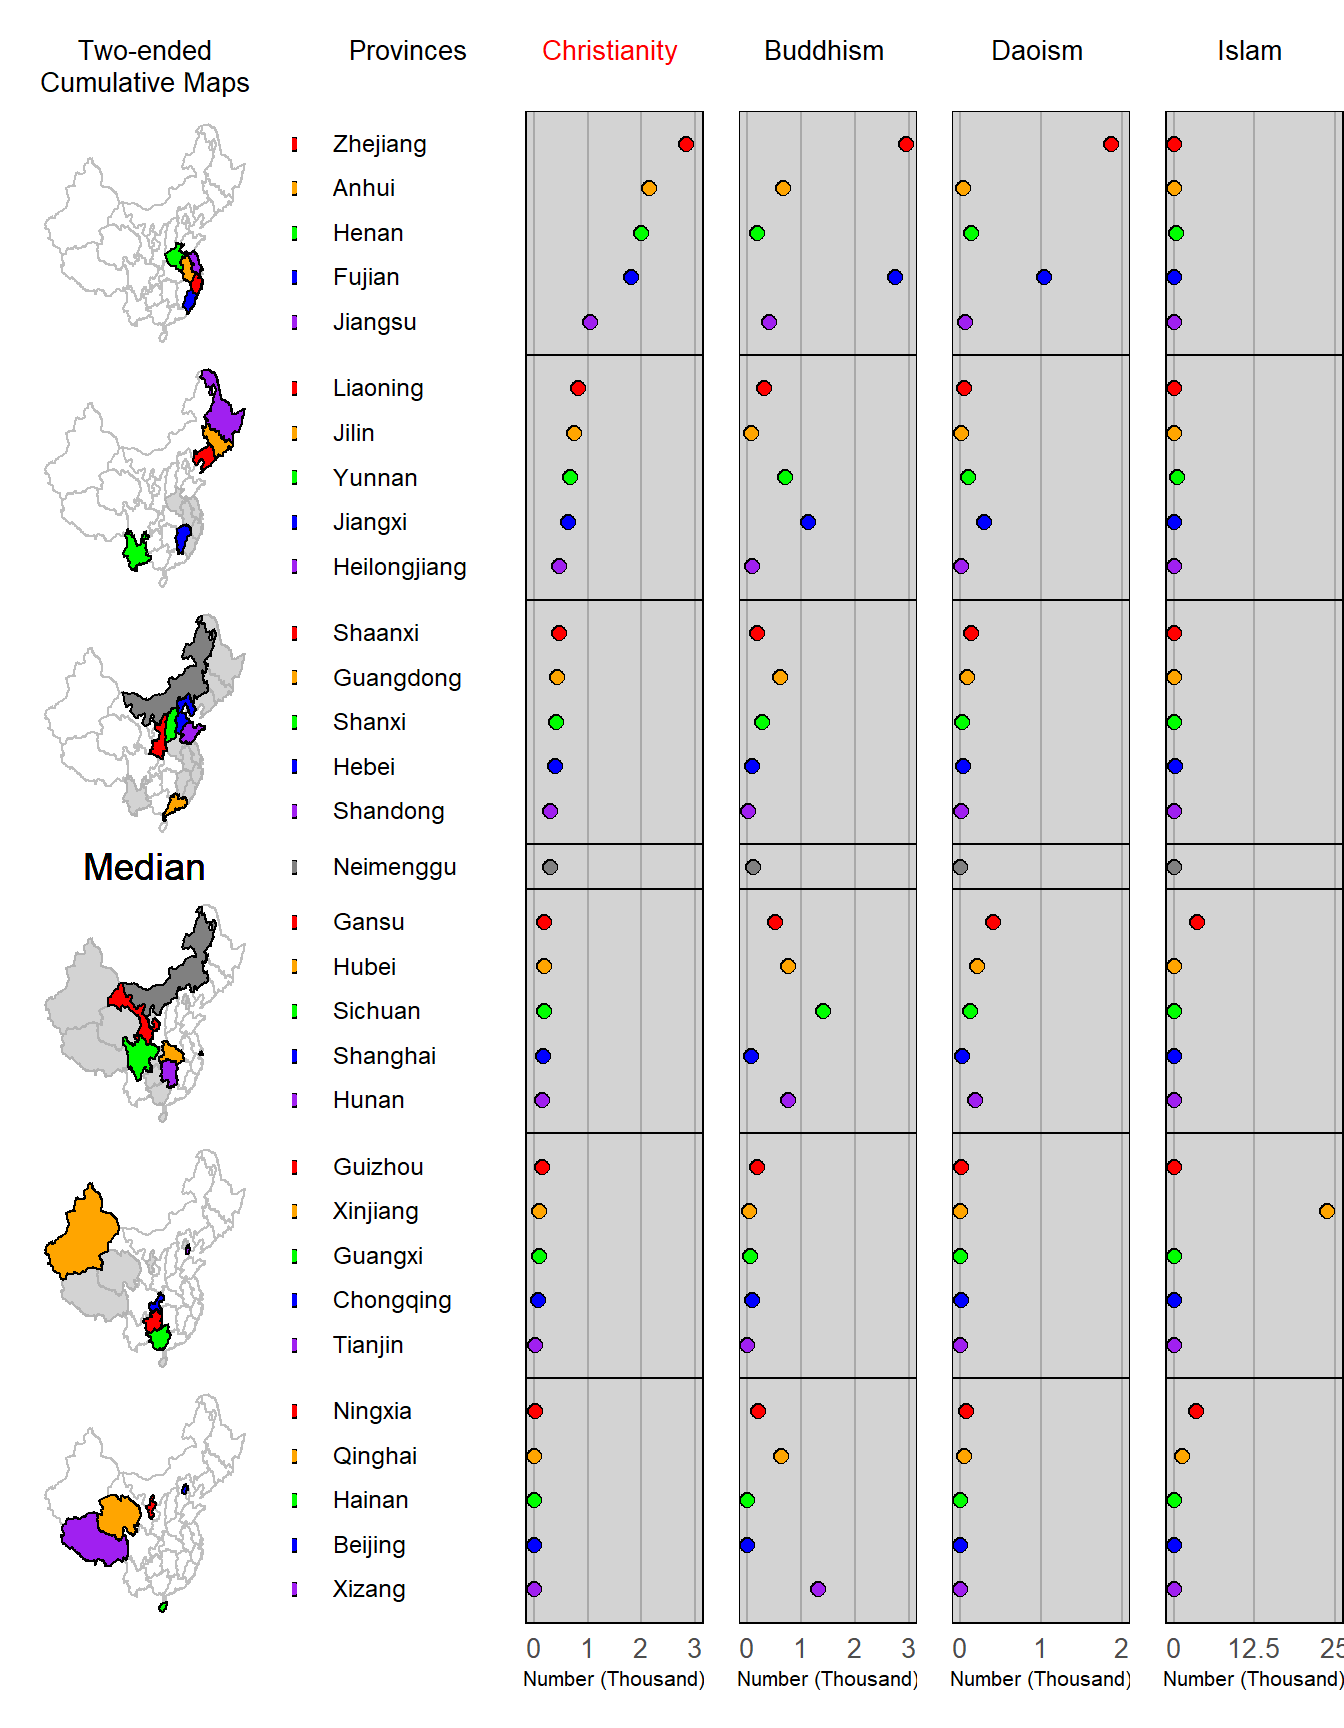 Two-ended
Cumulative Maps
Provinces
Christianity
Buddhism
Daoism
Islam
Zhejiang
Anhui
Henan
Fujian
Jiangsu
Liaoning
Jilin
Yunnan
Jiangxi
Heilongjiang
Shaanxi
Guangdong
Shanxi
Hebei
Shandong
Median
Neimenggu
Gansu
Hubei
Sichuan
Shanghai
Hunan
Guizhou
Xinjiang
Guangxi
Chongqing
Tianjin
Ningxia
Qinghai
Hainan
Beijing
Xizang
0 1 2 3
0 1 2 3
0 1 2
0 12.5 25
Number (Thousand)
Number (Thousand)
Number (Thousand)
Number (Thousand)